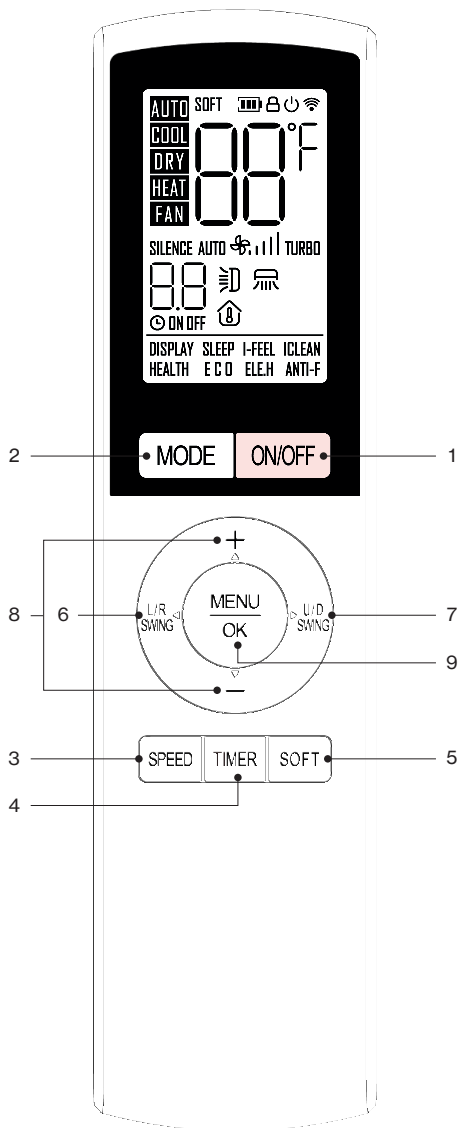 AUTO SOFT
88°F
COOL
DRY
HEAT
FAN
SILENCE AUTO TURBO
8.8
ON OFF
DISPLAY SLEEP I-FEEL ICLEAN
HEALTH ECO ELE.H ANTI-F
2 MODE ON/OFF 1
+
8 6 L/R SWING MENU OK U/D SWING 7
9
−
3 SPEED TIMER SOFT 5
4